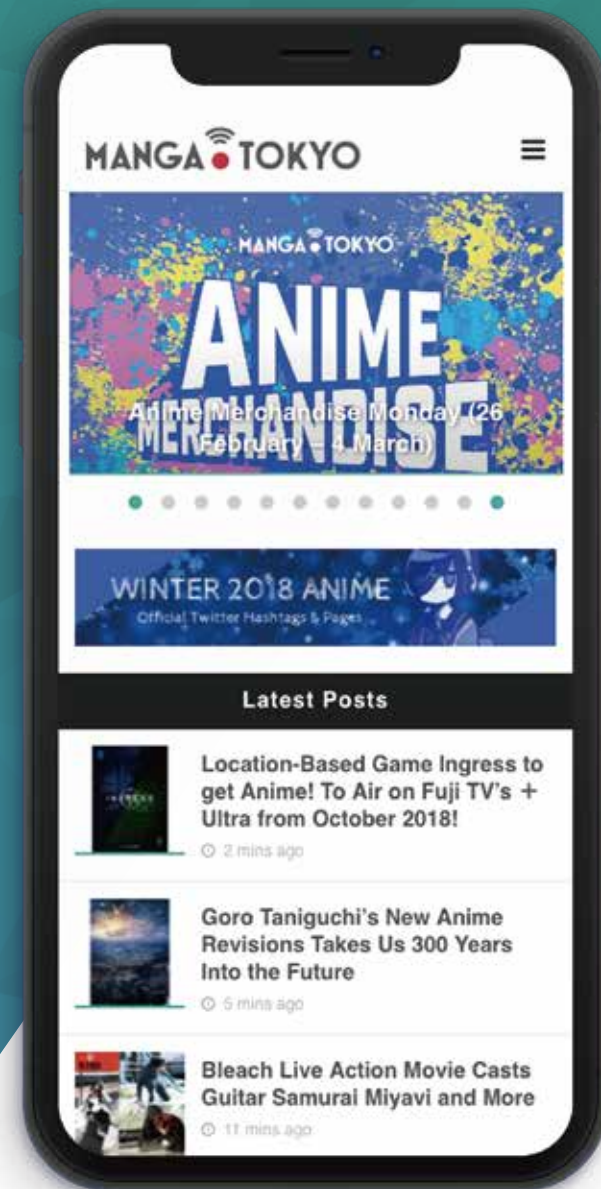 MANGA TOKYO
MANGA TOKYO
ANIME
MERCHANDISE
Anime Merchandise Monday (26
February – 4 March)
WINTER 2018 ANIME
Official Twitter Hashtags & Pages
Latest Posts
INGRESS
Location-Based Game Ingress to
get Anime! To Air on Fuji TV's +
Ultra from October 2018!
2 mins ago
Goro Taniguchi's New Anime
Revisions Takes Us 300 Years
Into the Future
5 mins ago
Bleach Live Action Movie Casts
Guitar Samurai Miyavi and More
11 mins ago